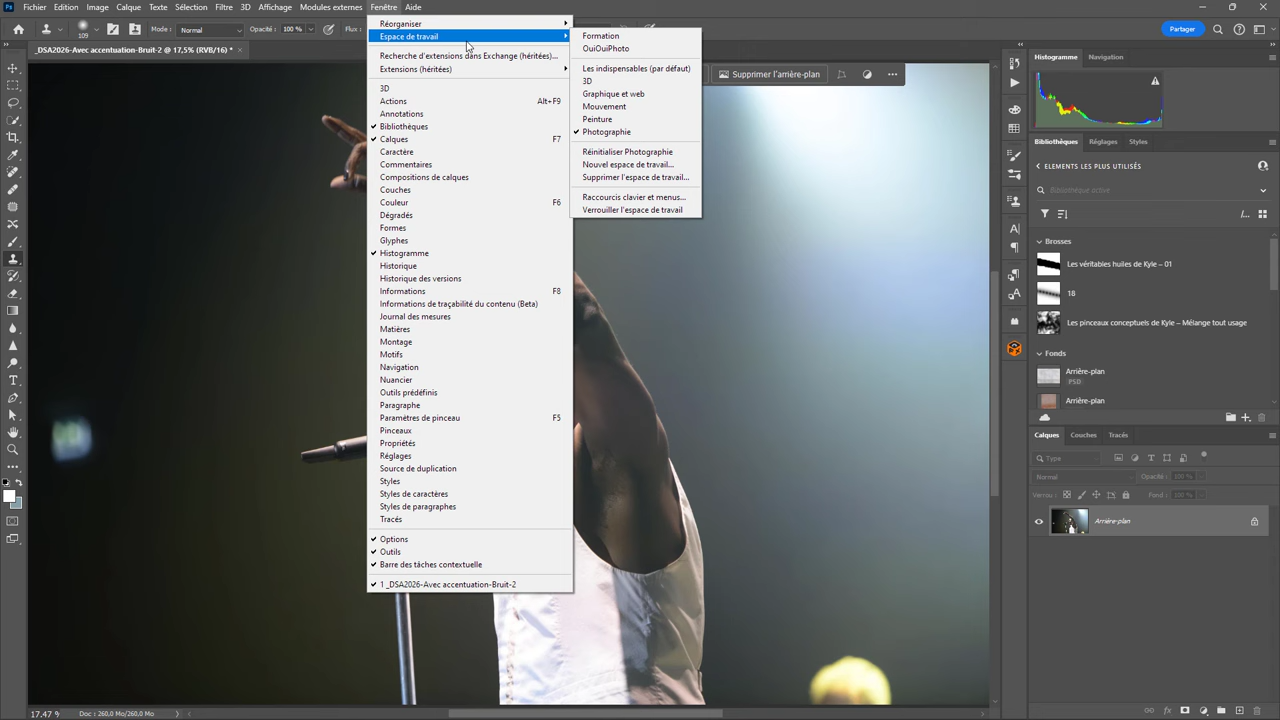 Ps Fichier Edition Image Calque Texte Sélection Filtre 3D Affichage Modules externes Fenêtre Aide
109 Mode : Normal Opacité : 100 % Flux : Partager
_DSA2026-Avec accentuation-Bruit-2 @ 17,5% (RVB/16) *
Réorganiser
Espace de travail
Recherche d'extensions dans Exchange (héritées)...
Extensions (héritées)
3D
Actions Alt+F9
Annotations
Bibliothèques
Calques F7
Caractère
Commentaires
Compositions de calques
Couches
Couleur F6
Dégradés
Formes
Glyphes
Histogramme
Historique
Historique des versions
Informations F8
Informations de traçabilité du contenu (Beta)
Journal des mesures
Matières
Montage
Motifs
Navigation
Nuancier
Outils prédéfinis
Paragraphe
Paramètres de pinceau F5
Pinceaux
Propriétés
Réglages
Source de duplication
Styles
Styles de caractères
Styles de paragraphes
Tracés
Options
Outils
Barre des tâches contextuelle
1 _DSA2026-Avec accentuation-Bruit-2
Formation
OuiOuiPhoto
Les indispensables (par défaut)
3D
Graphique et web
Mouvement
Peinture
Photographie
Réinitialiser Photographie
Nouvel espace de travail...
Supprimer l'espace de travail...
Raccourcis clavier et menus...
Verrouiller l'espace de travail
Supprimer l'arrière-plan
Histogramme Navigation
Bibliothèques Réglages Styles
ELEMENTS LES PLUS UTILISÉS
Bibliothèque active
Brosses
Les véritables huiles de Kyle – 01
18
Les pinceaux conceptuels de Kyle – Mélange tout usage
Fonds
Arrière-plan
PSD
Arrière-plan
Calques Couches Tracés
Type
Normal Opacité : 100 %
Verrou : Fond : 100 %
Arrière-plan
17,47 % Doc : 260,0 Mo/260,0 Mo